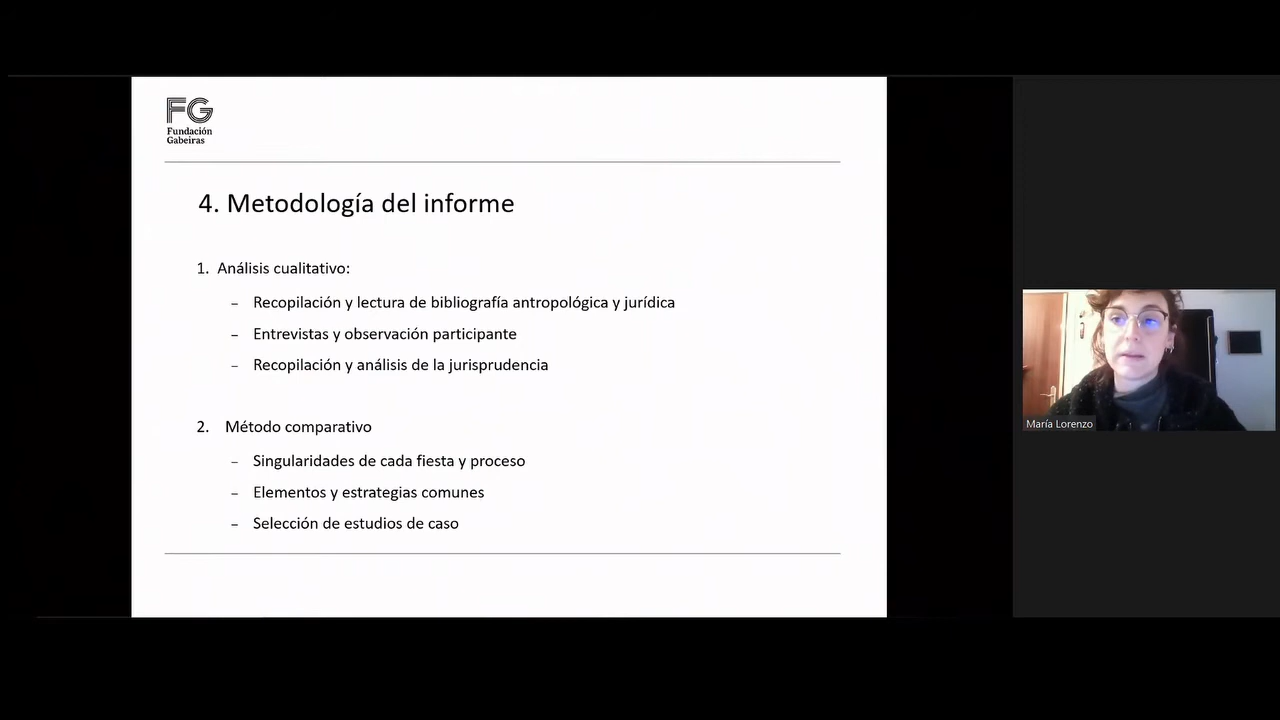 FG
Fundación
Gabeiras
4. Metodología del informe
1. Análisis cualitativo:
– Recopilación y lectura de bibliografía antropológica y jurídica
– Entrevistas y observación participante
– Recopilación y análisis de la jurisprudencia
2. Método comparativo
– Singularidades de cada fiesta y proceso
– Elementos y estrategias comunes
– Selección de estudios de caso
María Lorenzo